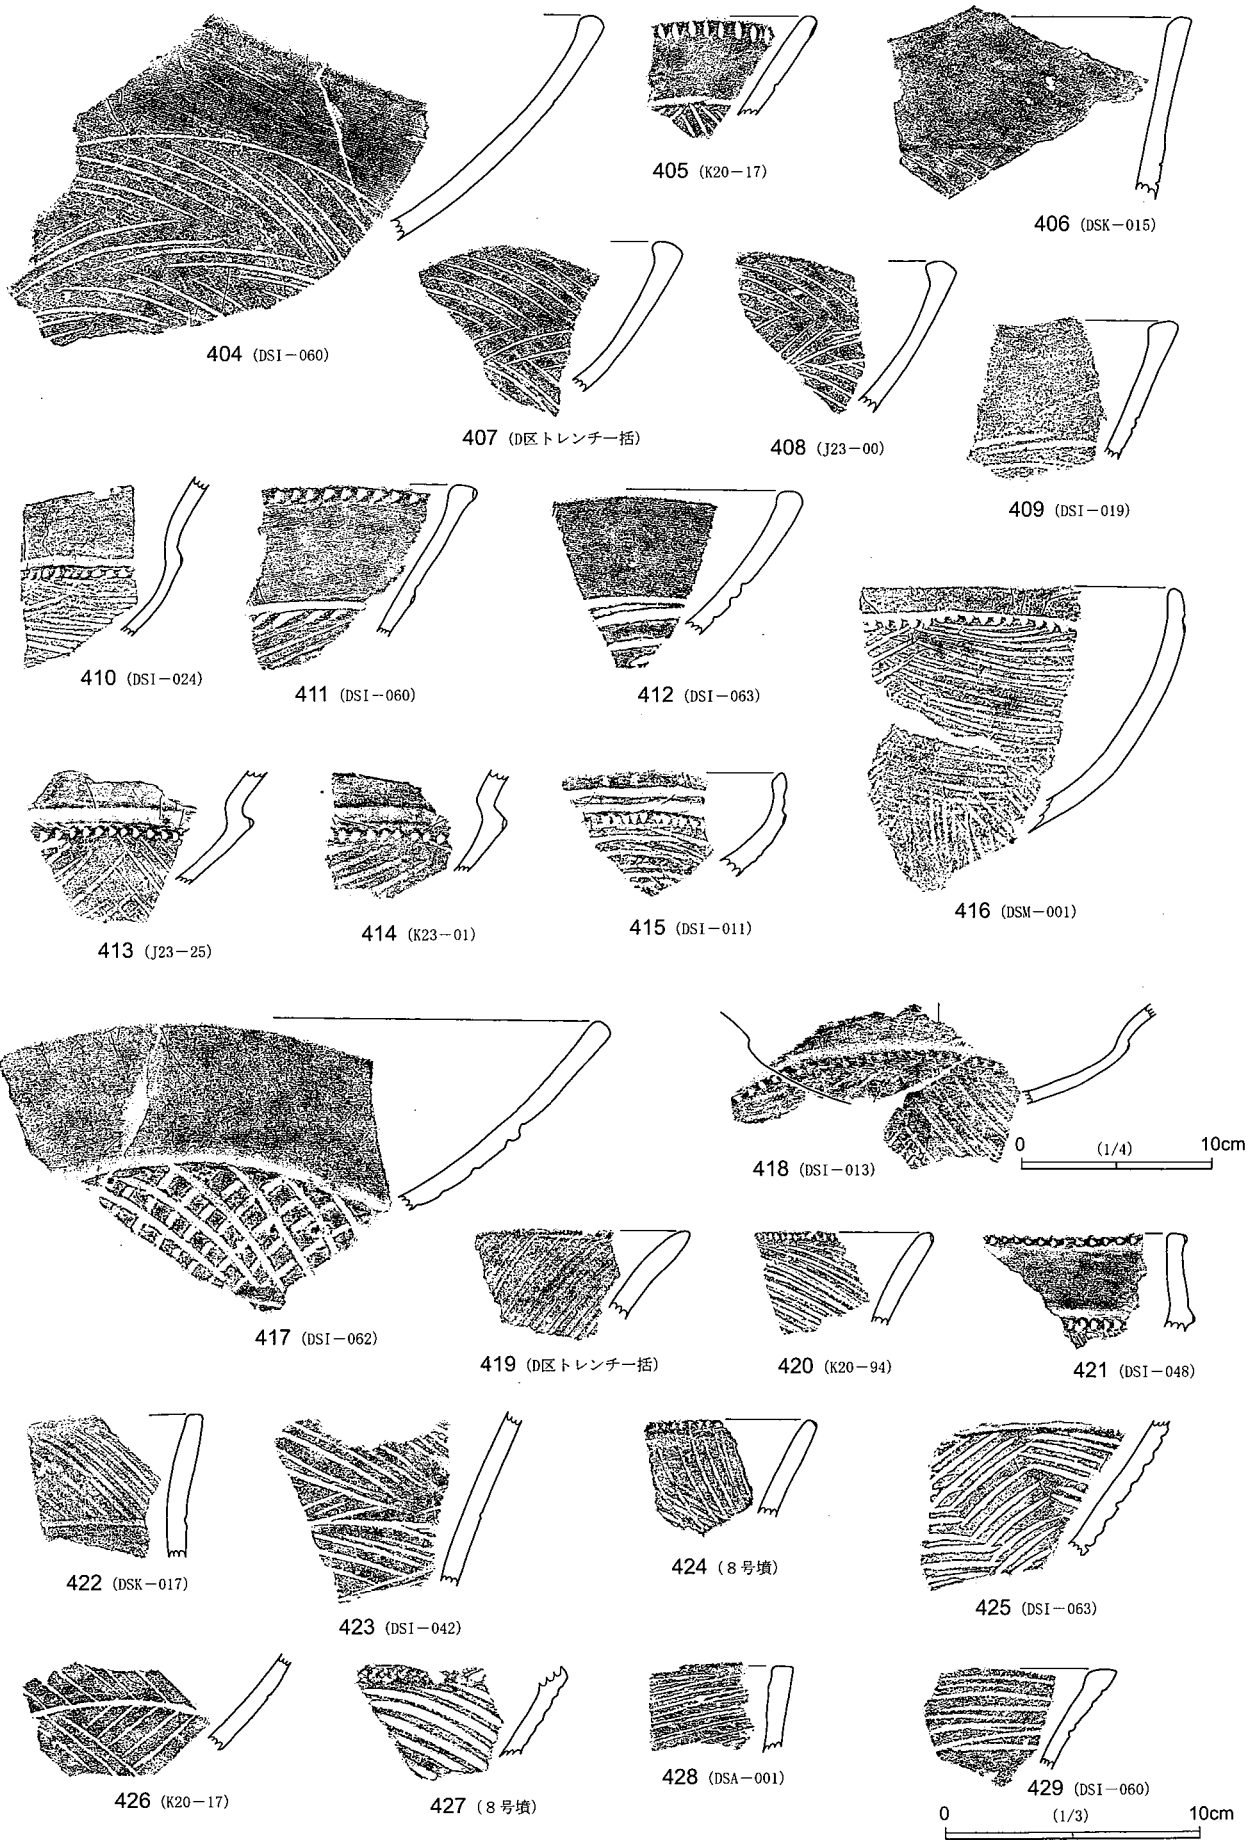 405 (K20-17)
406 (DSK-015)
404 (DSI-060)
407 (D区トレンチ一括)
408 (J23-00)
409 (DSI-019)
410 (DSI-024)
411 (DSI-060)
412 (DSI-063)
413 (J23-25)
414 (K23-01)
415 (DSI-011)
416 (DSM-001)
417 (DSI-062)
418 (DSI-013)
0 (1/4) 10cm
419 (D区トレンチ一括)
420 (K20-94)
421 (DSI-048)
422 (DSK-017)
423 (DSI-042)
424 (8号墳)
425 (DSI-063)
426 (K20-17)
427 (8号墳)
428 (DSA-001)
429 (DSI-060)
0 (1/3) 10cm